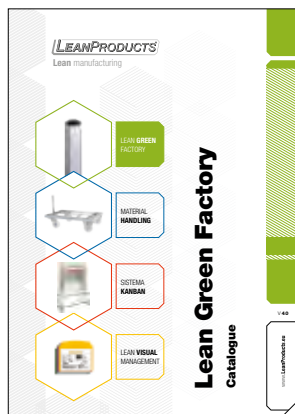 LEANPRODUCTS®
Lean manufacturing
LEAN GREEN
FACTORY
MATERIAL
HANDLING
SISTEMA
KANBAN
LEAN VISUAL
MANAGEMENT
Lean Green Factory
Catalogue
V 40
www.LeanProducts.eu